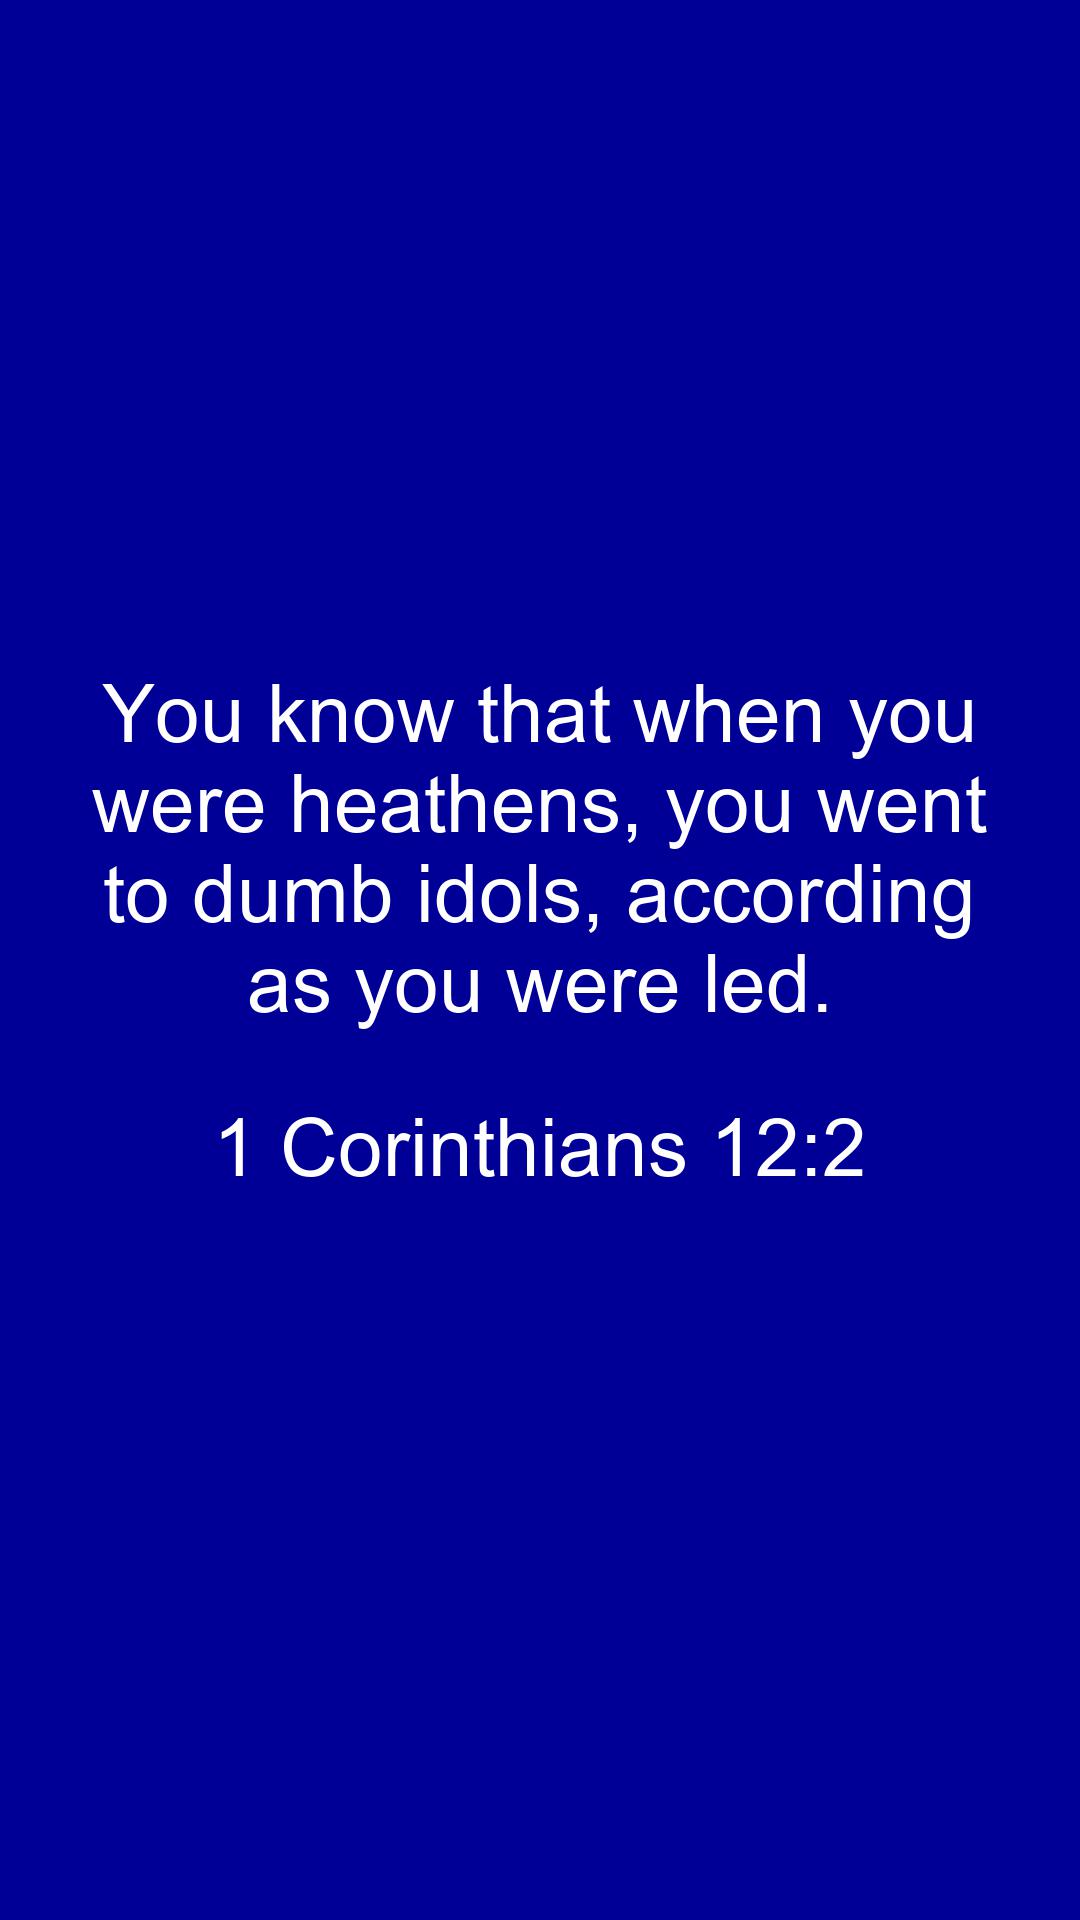 You know that when you
were heathens, you went
to dumb idols, according
as you were led.
1 Corinthians 12:2